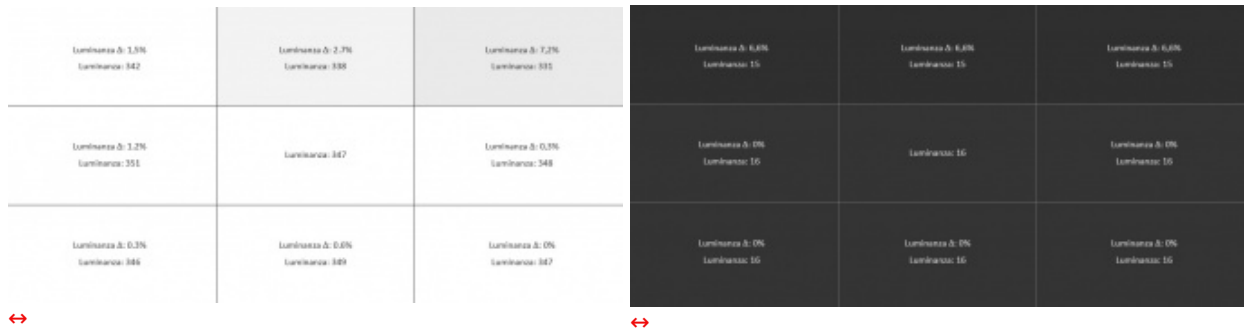 Luminanza Δ: 1,5%
Luminanza: 342
Luminanza Δ: 2.7%
Luminanza: 338
Luminanza Δ: 7,2%
Luminanza: 331
Luminanza Δ: 1.2%
Luminanza: 351
Luminanza: 347
Luminanza Δ: 0,3%
Luminanza: 348
Luminanza Δ: 0.3%
Luminanza: 346
Luminanza Δ: 0.6%
Luminanza: 349
Luminanza Δ: 0%
Luminanza: 347
Luminanza Δ: 6,6%
Luminanza: 15
Luminanza Δ: 6,6%
Luminanza: 15
Luminanza Δ: 6,6%
Luminanza: 15
Luminanza Δ: 0%
Luminanza: 16
Luminanza: 16
Luminanza Δ: 0%
Luminanza: 16
Luminanza Δ: 0%
Luminanza: 16
Luminanza Δ: 0%
Luminanza: 16
Luminanza Δ: 0%
Luminanza: 16